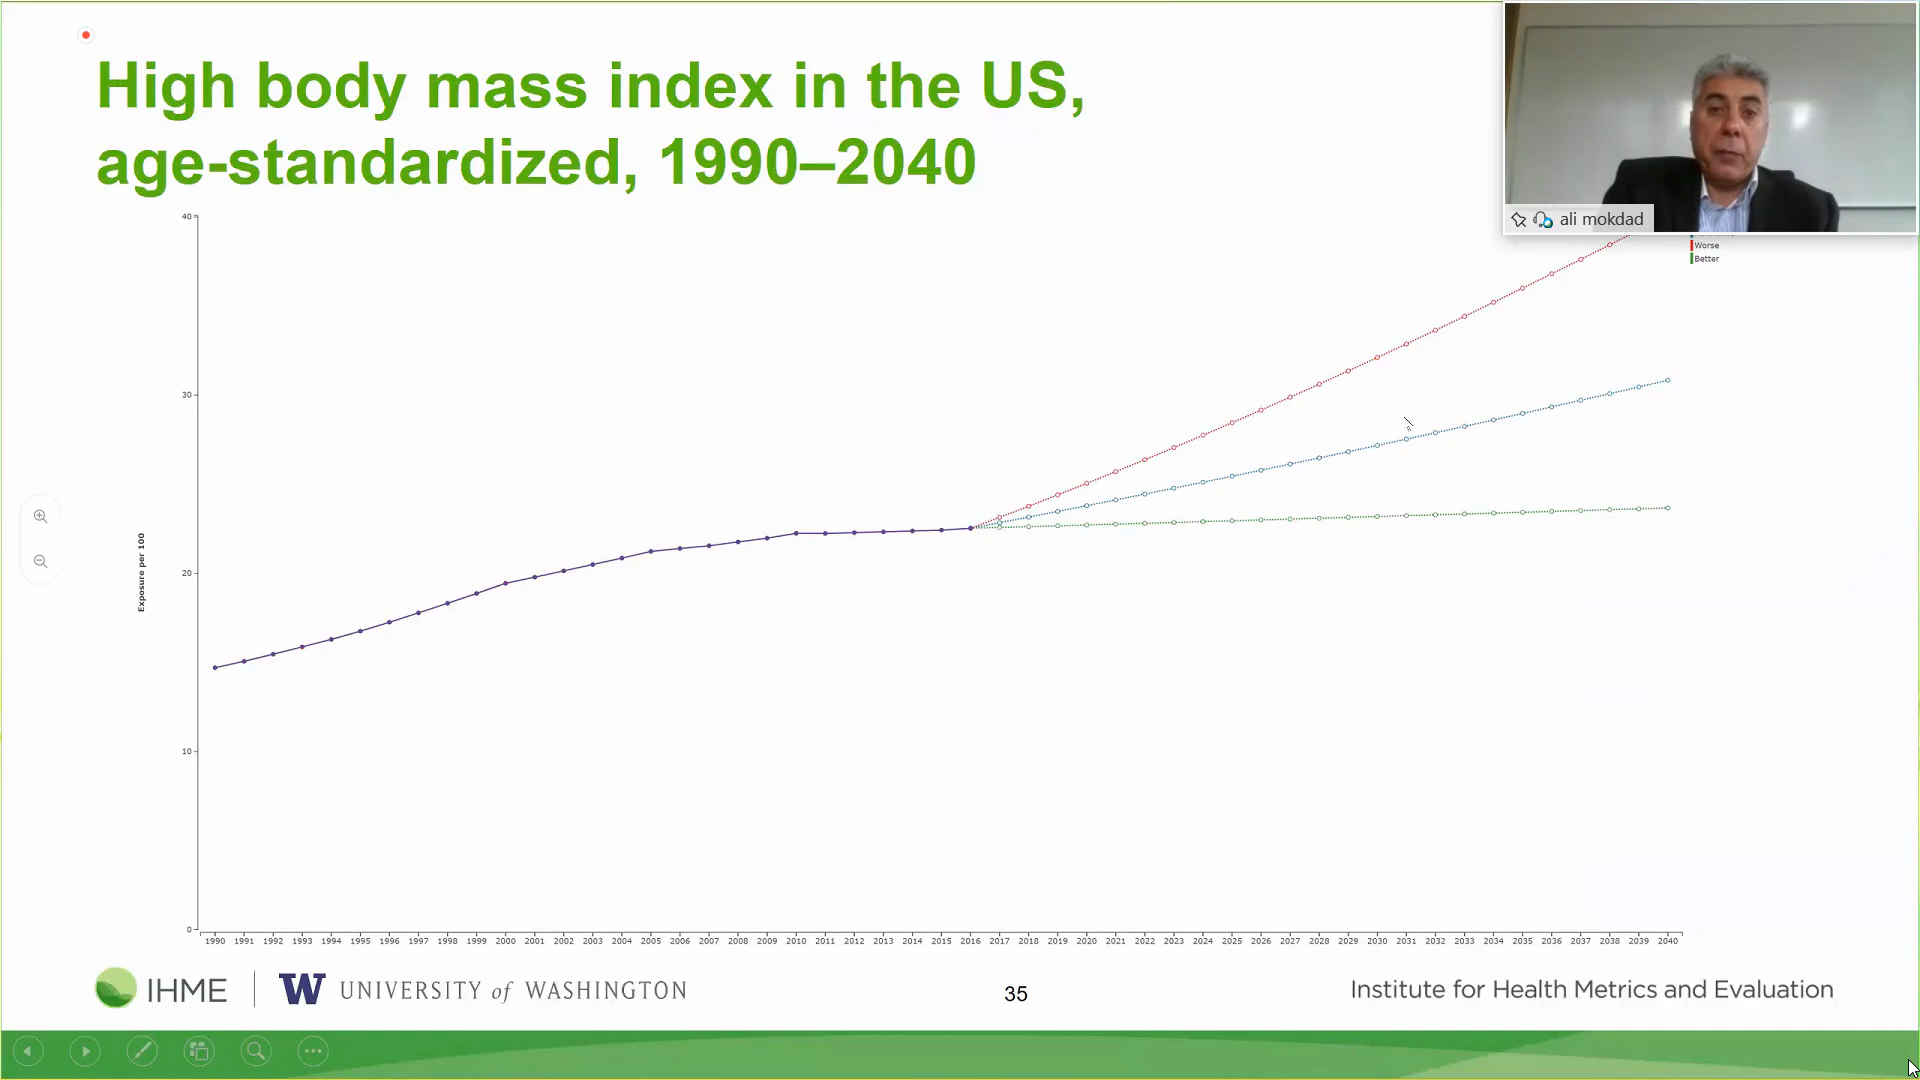 High body mass index in the US,
age-standardized, 1990–2040
ali mokdad
Worse
Better
40
30
20
10
0
Exposure per 100
1990 1991 1992 1993 1994 1995 1996 1997 1998 1999 2000 2001 2002 2003 2004 2005 2006 2007 2008 2009 2010 2011 2012 2013 2014 2015 2016 2017 2018 2019 2020 2021 2022 2023 2024 2025 2026 2027 2028 2029 2030 2031 2032 2033 2034 2035 2036 2037 2038 2039 2040
IHME
W UNIVERSITY of WASHINGTON
35
Institute for Health Metrics and Evaluation